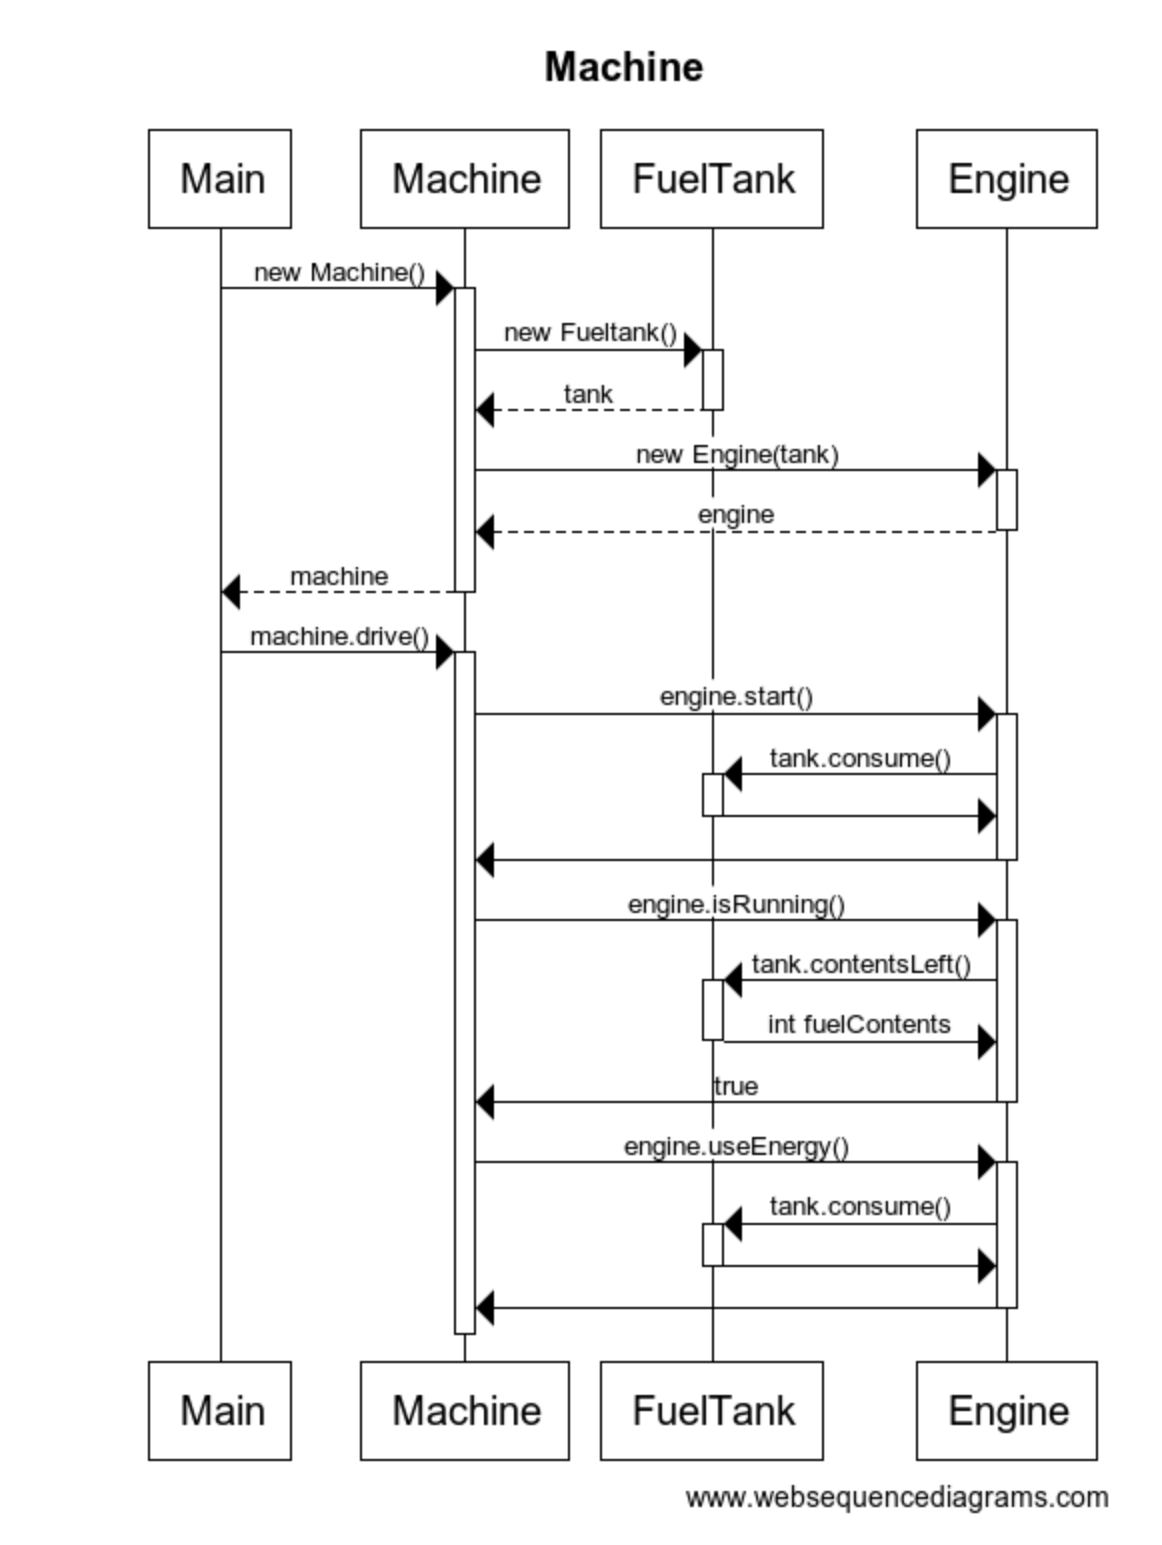 Machine
Main
Machine
FuelTank
Engine
new Machine()
new Fueltank()
tank
new Engine(tank)
engine
machine
machine.drive()
engine.start()
tank.consume()
engine.isRunning()
tank.contentsLeft()
int fuelContents
true
engine.useEnergy()
tank.consume()
Main
Machine
FuelTank
Engine
www.websequencediagrams.com